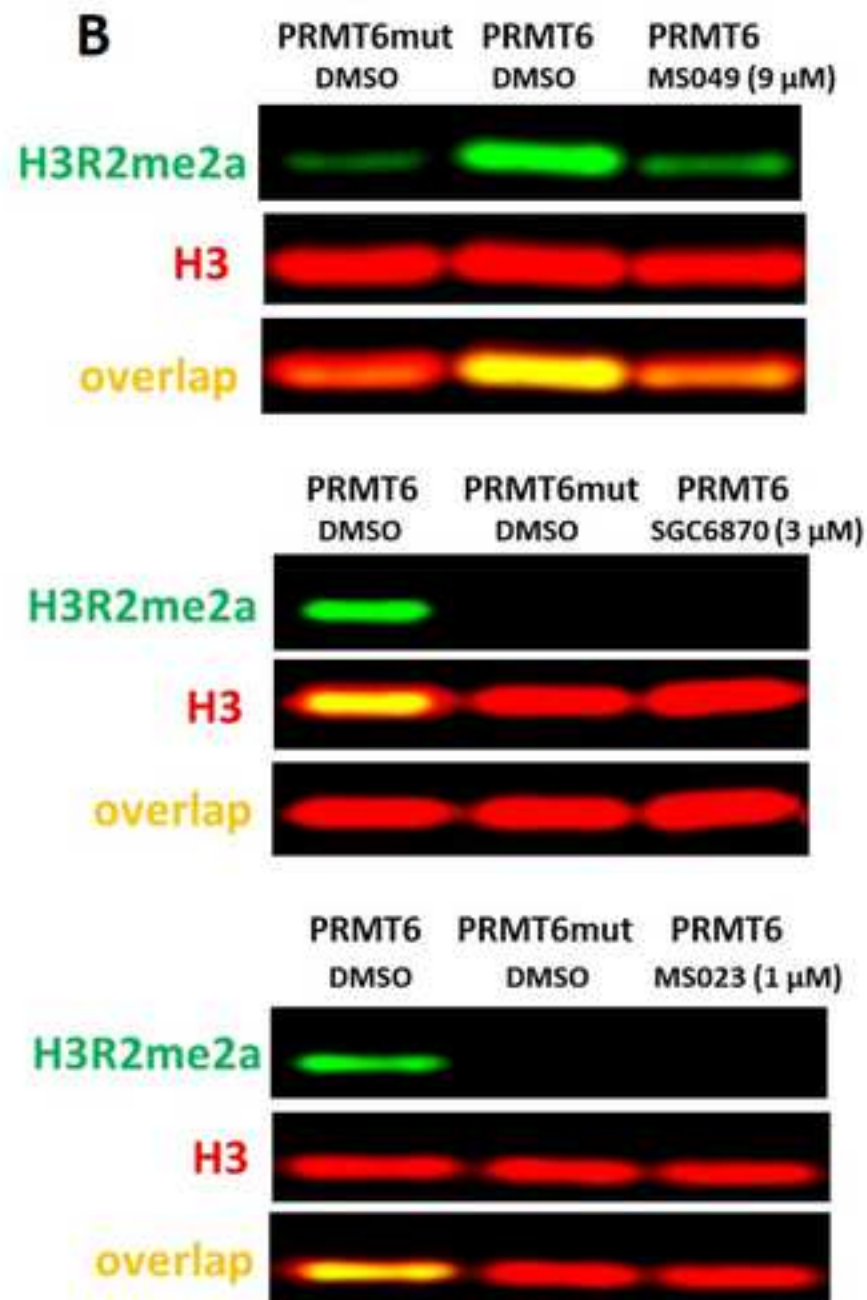 B
PRMT6mut PRMT6 PRMT6
DMSO DMSO MS049 (9 μM)
H3R2me2a
H3
overlap
PRMT6 PRMT6mut PRMT6
DMSO DMSO SGC6870 (3 μM)
H3R2me2a
H3
overlap
PRMT6 PRMT6mut PRMT6
DMSO DMSO MS023 (1 μM)
H3R2me2a
H3
overlap